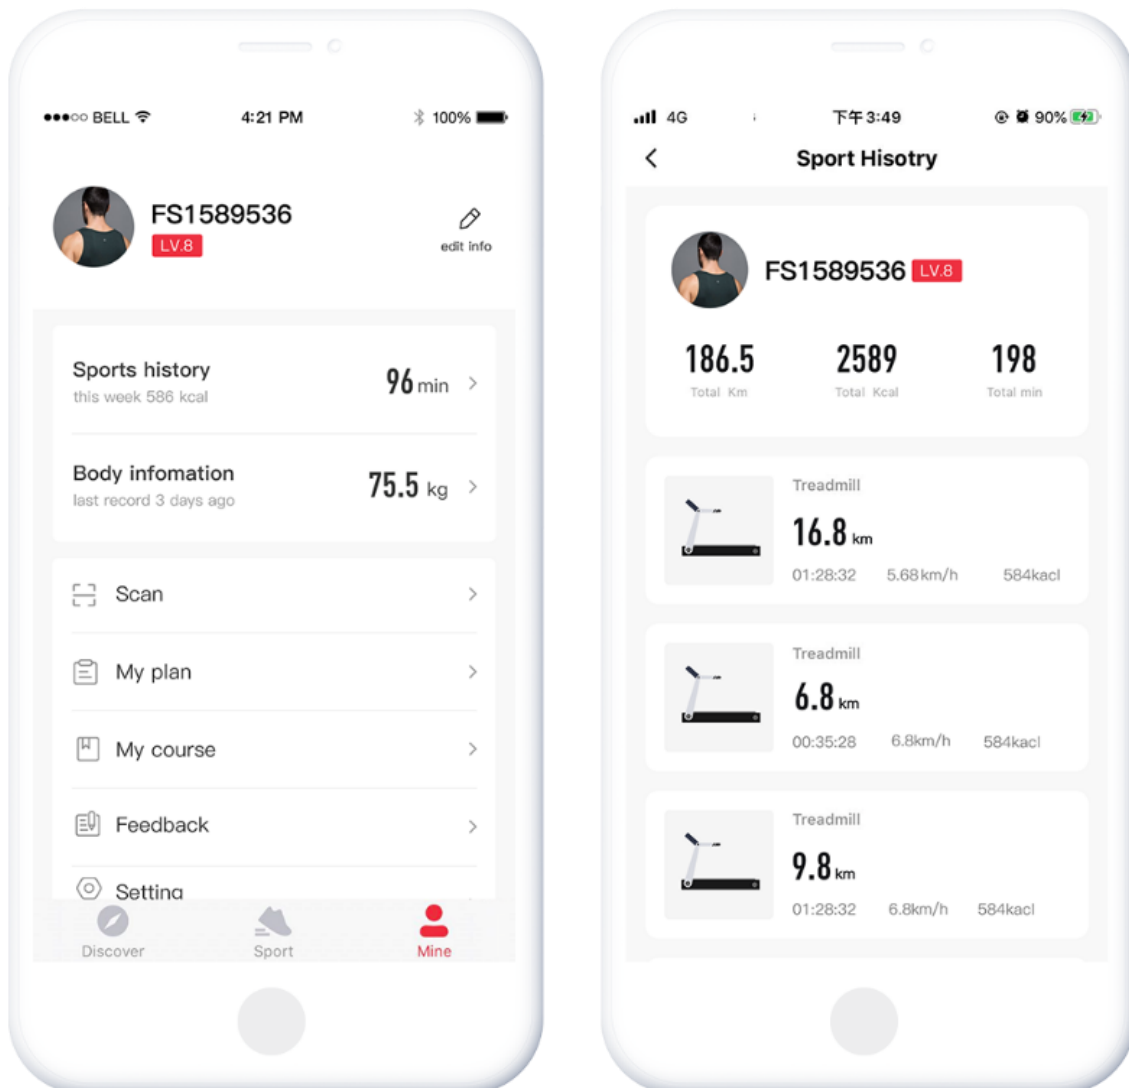 BELL 4:21 PM 100%
FS1589536
LV.8
edit info
Sports history
this week 586 kcal
96 min
Body infomation
last record 3 days ago
75.5 kg
Scan
My plan
My course
Feedback
Setting
Discover Sport Mine
4G 下午3:49 90%
Sport Hisotry
FS1589536 LV.8
186.5 2589 198
Total Km Total Kcal Total min
Treadmill
16.8 km
01:28:32 5.68km/h 584kacl
Treadmill
6.8 km
00:35:28 6.8km/h 584kacl
Treadmill
9.8 km
01:28:32 6.8km/h 584kacl